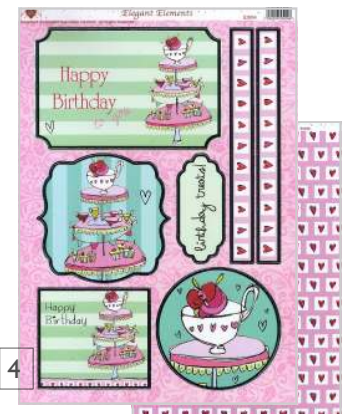 Elegant Elements
Happy
Birthday
to you
birthday treats!
Happy
Birthday
4